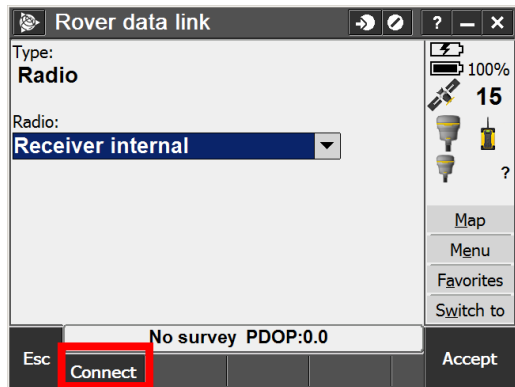 Rover data link
? – ×
Type:
Radio
100%
15
Radio:
Receiver internal
?
Map
Menu
Favorites
Switch to
No survey PDOP:0.0
Esc
Connect
Accept